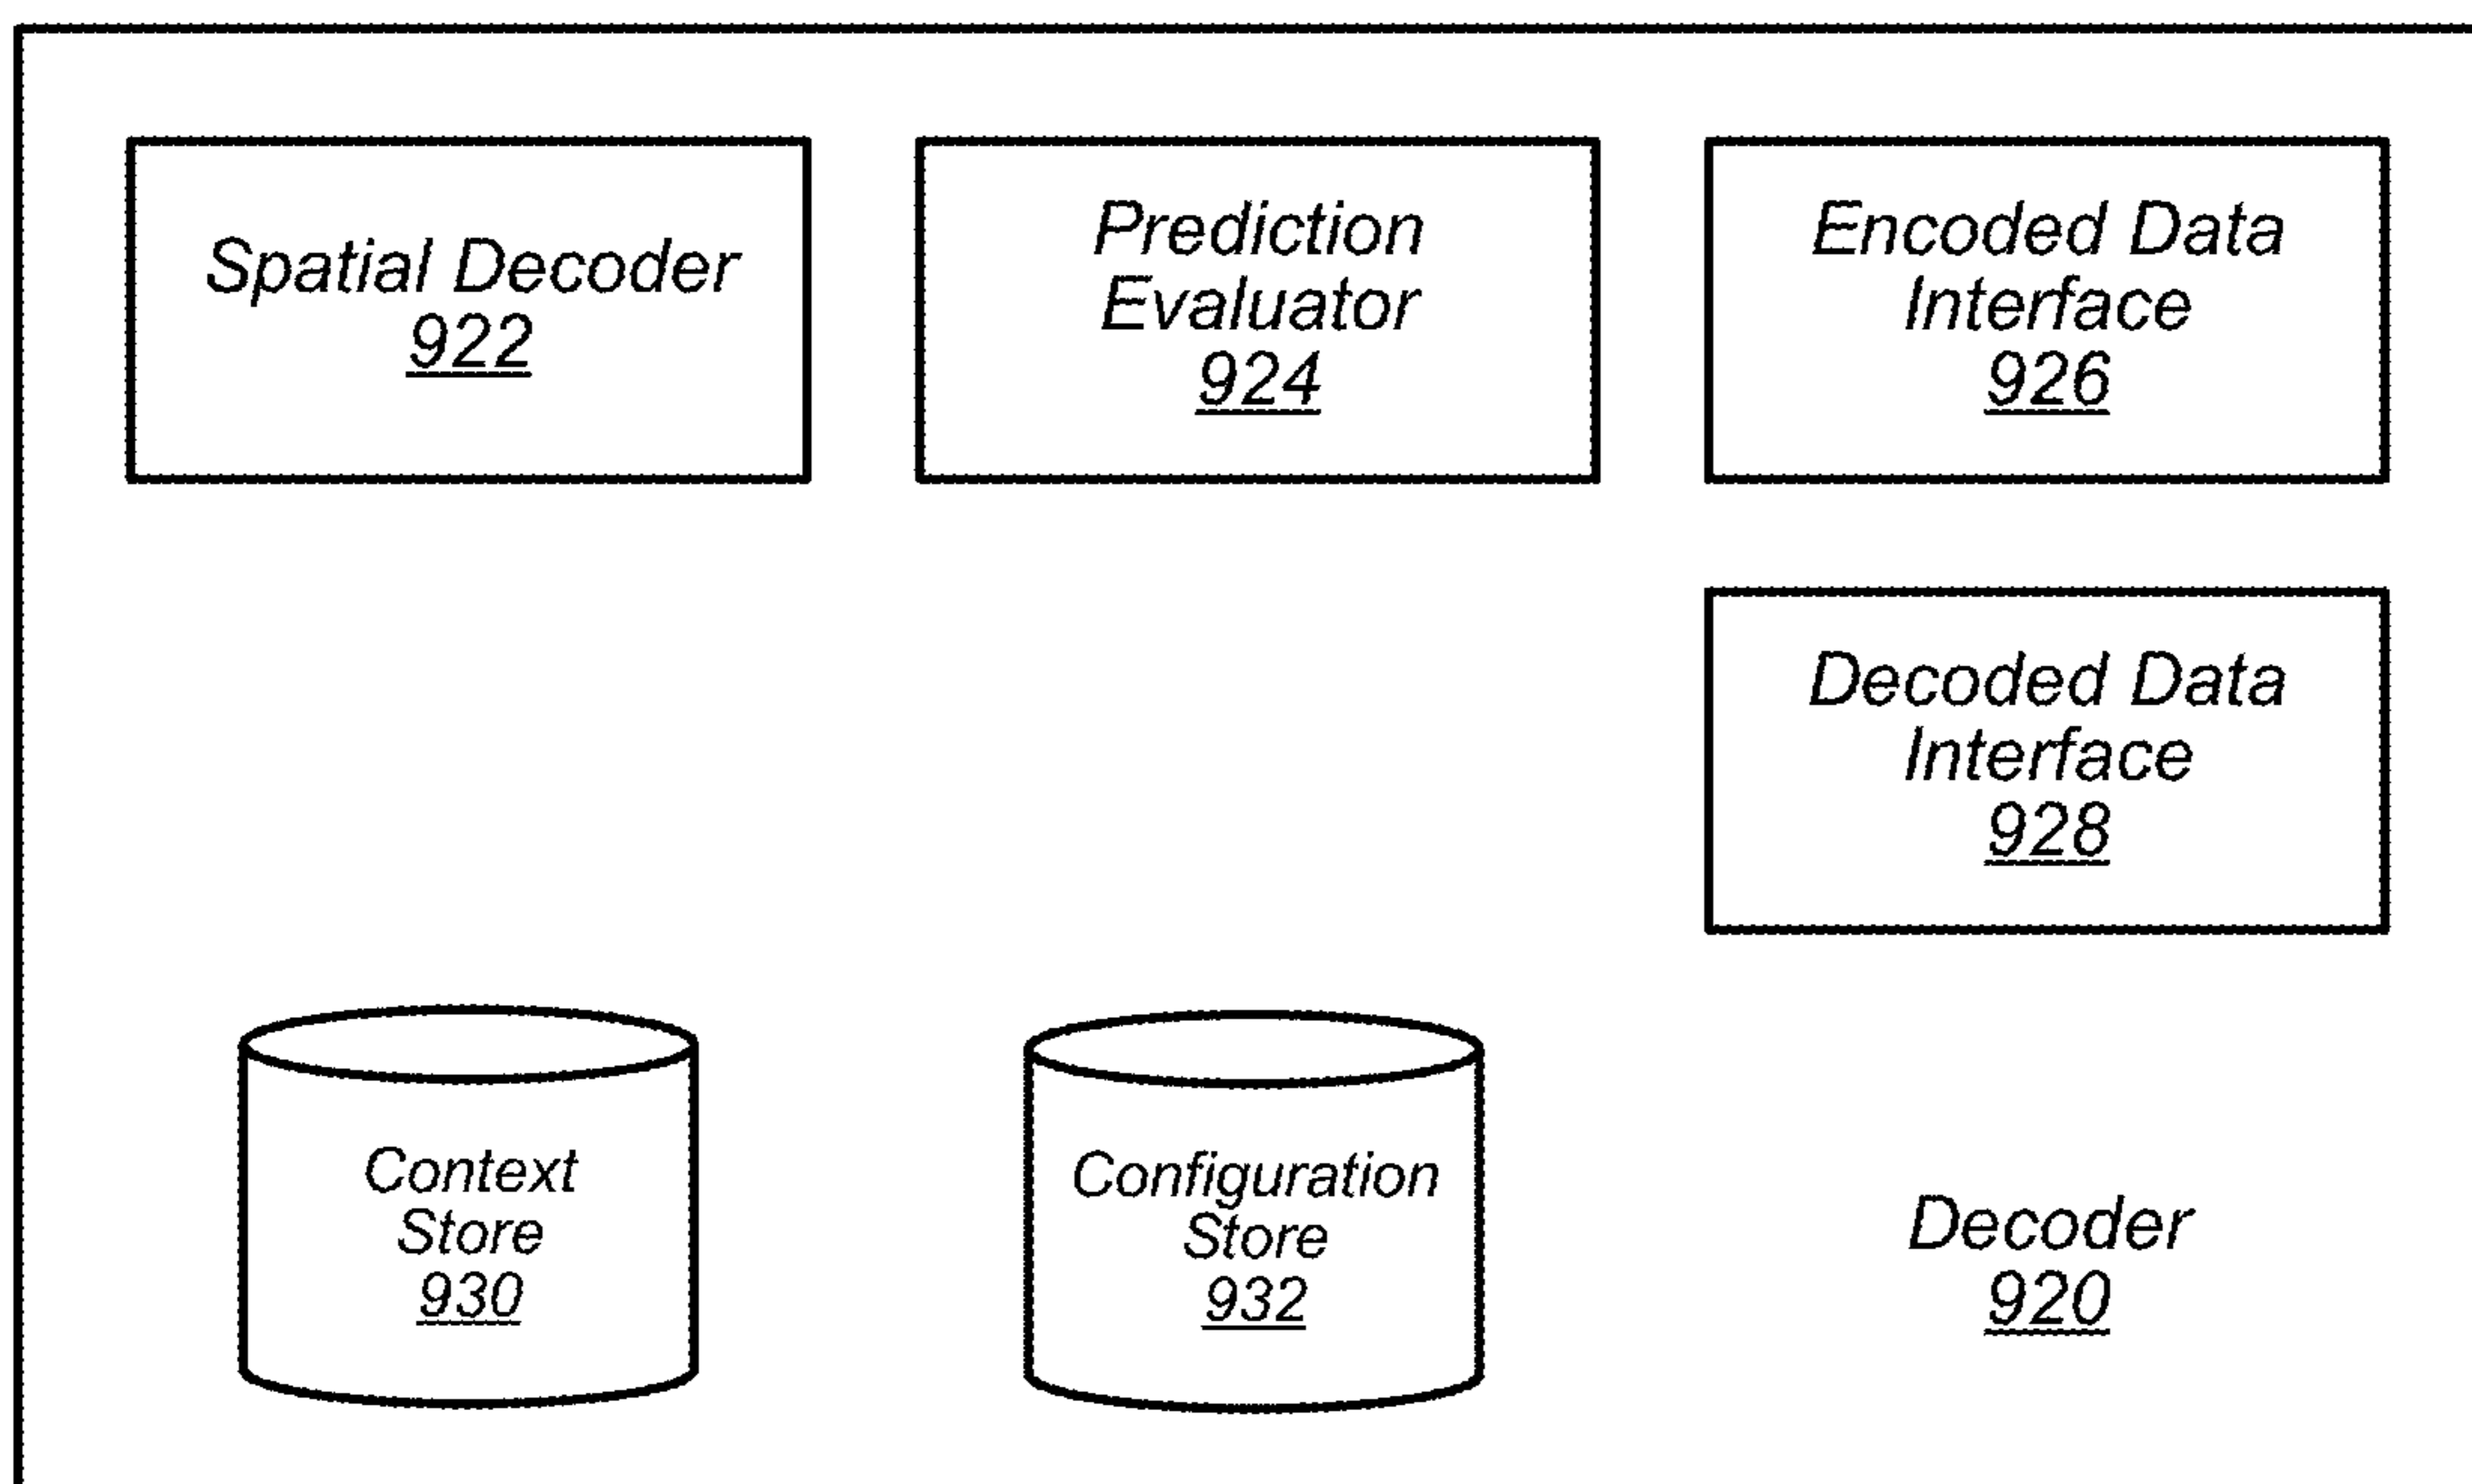 Spatial Decoder
922
Prediction
Evaluator
924
Encoded Data
Interface
926
Decoded Data
Interface
928
Context
Store
930
Configuration
Store
932
Decoder
920